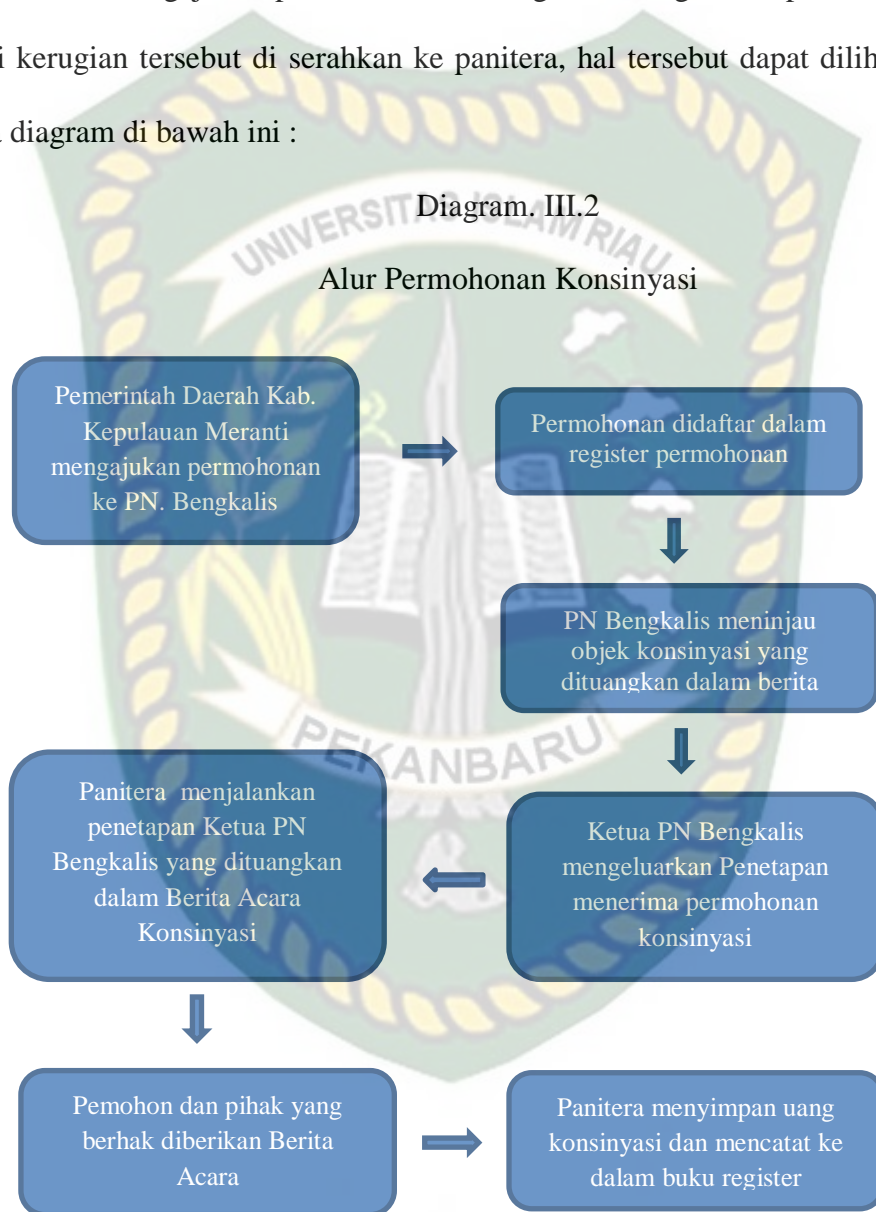 i kerugian tersebut di serahkan ke panitera, hal tersebut dapat dilih
diagram di bawah ini :
Diagram. III.2
Alur Permohonan Konsinyasi
UNIVERSITAS ISLAM RIAU
Pemerintah Daerah Kab.
Kepulauan Meranti
mengajukan permohonan
ke PN. Bengkalis
Permohonan didaftar dalam
register permohonan
PN Bengkalis meninjau
objek konsinyasi yang
dituangkan dalam berita
PEKANBARU
Ketua PN Bengkalis
mengeluarkan Penetapan
menerima permohonan
konsinyasi
Panitera menjalankan
penetapan Ketua PN
Bengkalis yang dituangkan
dalam Berita Acara
Konsinyasi
Pemohon dan pihak yang
berhak diberikan Berita
Acara
Panitera menyimpan uang
konsinyasi dan mencatat ke
dalam buku register